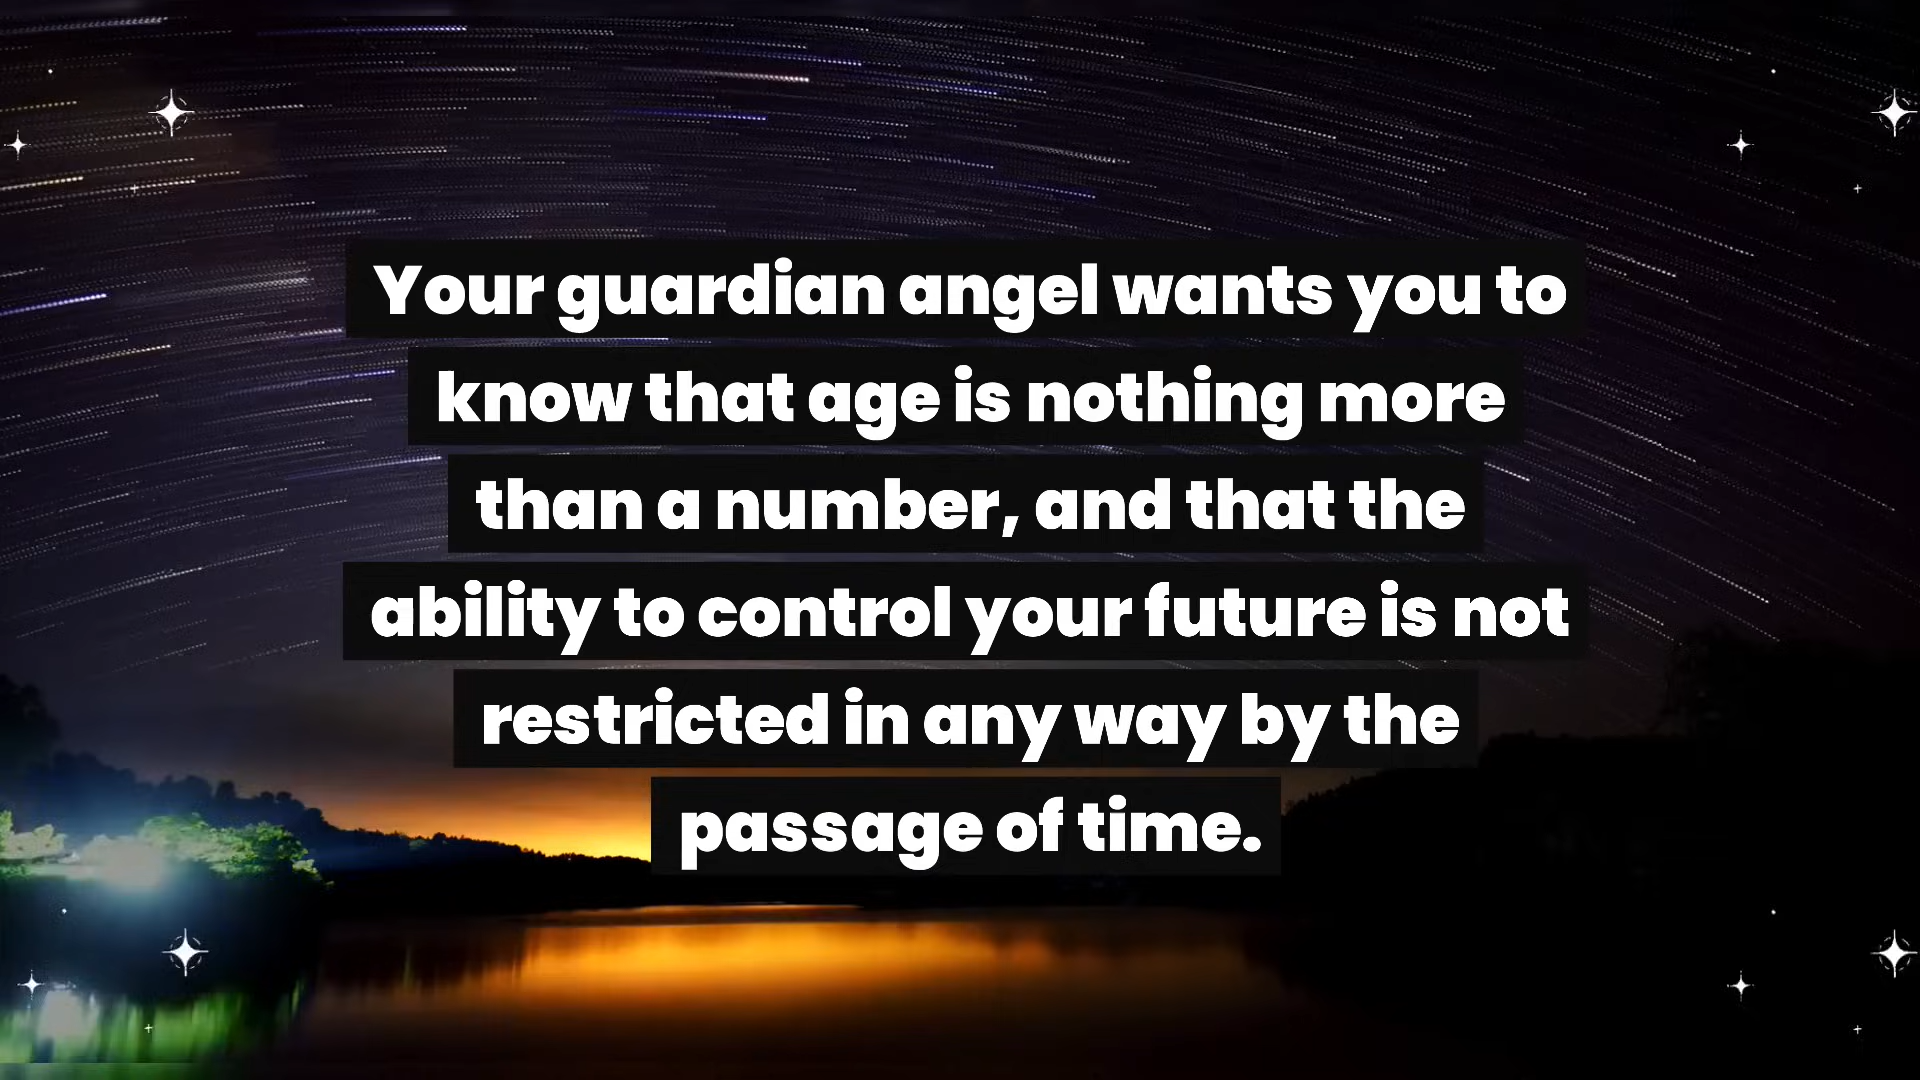 Your guardian angel wants you to
know that age is nothing more
than a number, and that the
ability to control your future is not
restricted in any way by the
passage of time.